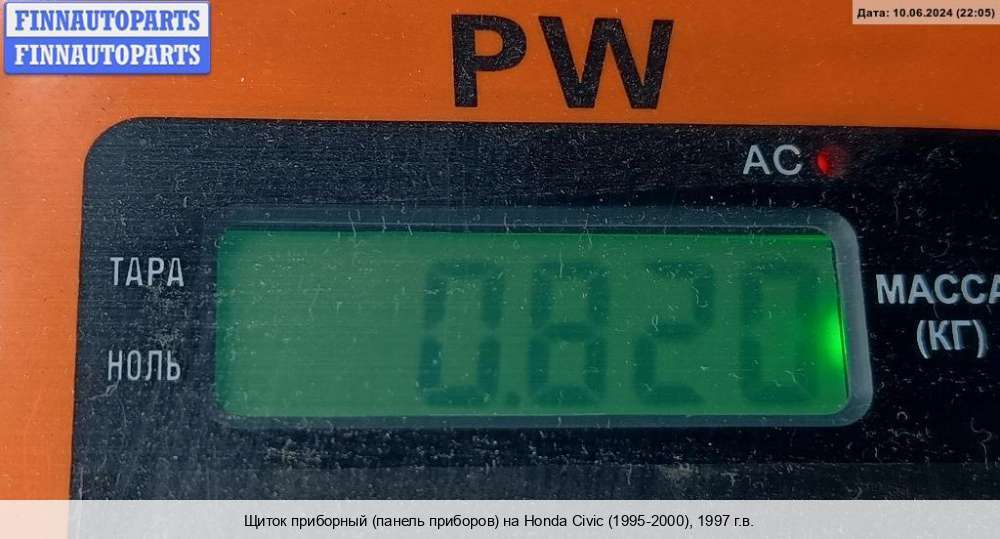 FINNAUTOPARTS
FINNAUTOPARTS
Дата: 10.06.2024 (22:05)
PW
AC
ТАРА
0.820
МАССА
(КГ)
НОЛЬ
Щиток приборный (панель приборов) на Honda Civic (1995-2000), 1997 г.в.